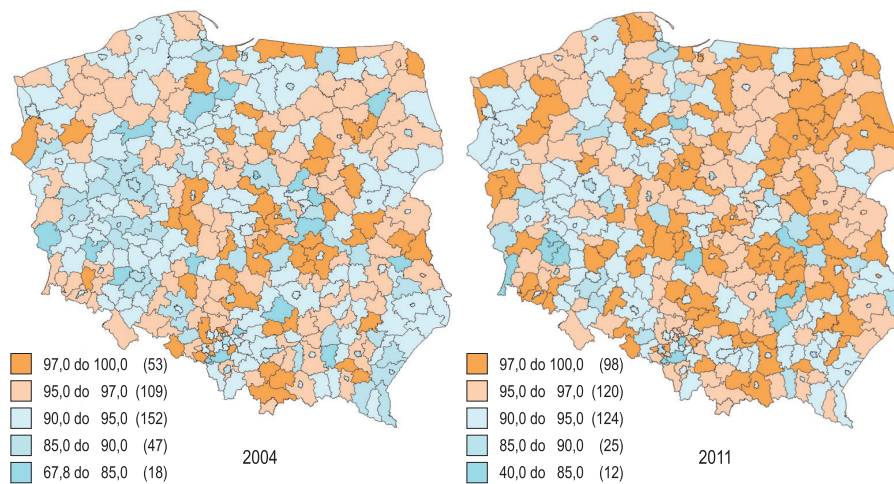 97,0 do 100,0 (53)
95,0 do 97,0 (109)
90,0 do 95,0 (152)
85,0 do 90,0 (47)
67,8 do 85,0 (18)
2004
97,0 do 100,0 (98)
95,0 do 97,0 (120)
90,0 do 95,0 (124)
85,0 do 90,0 (25)
40,0 do 85,0 (12)
2011